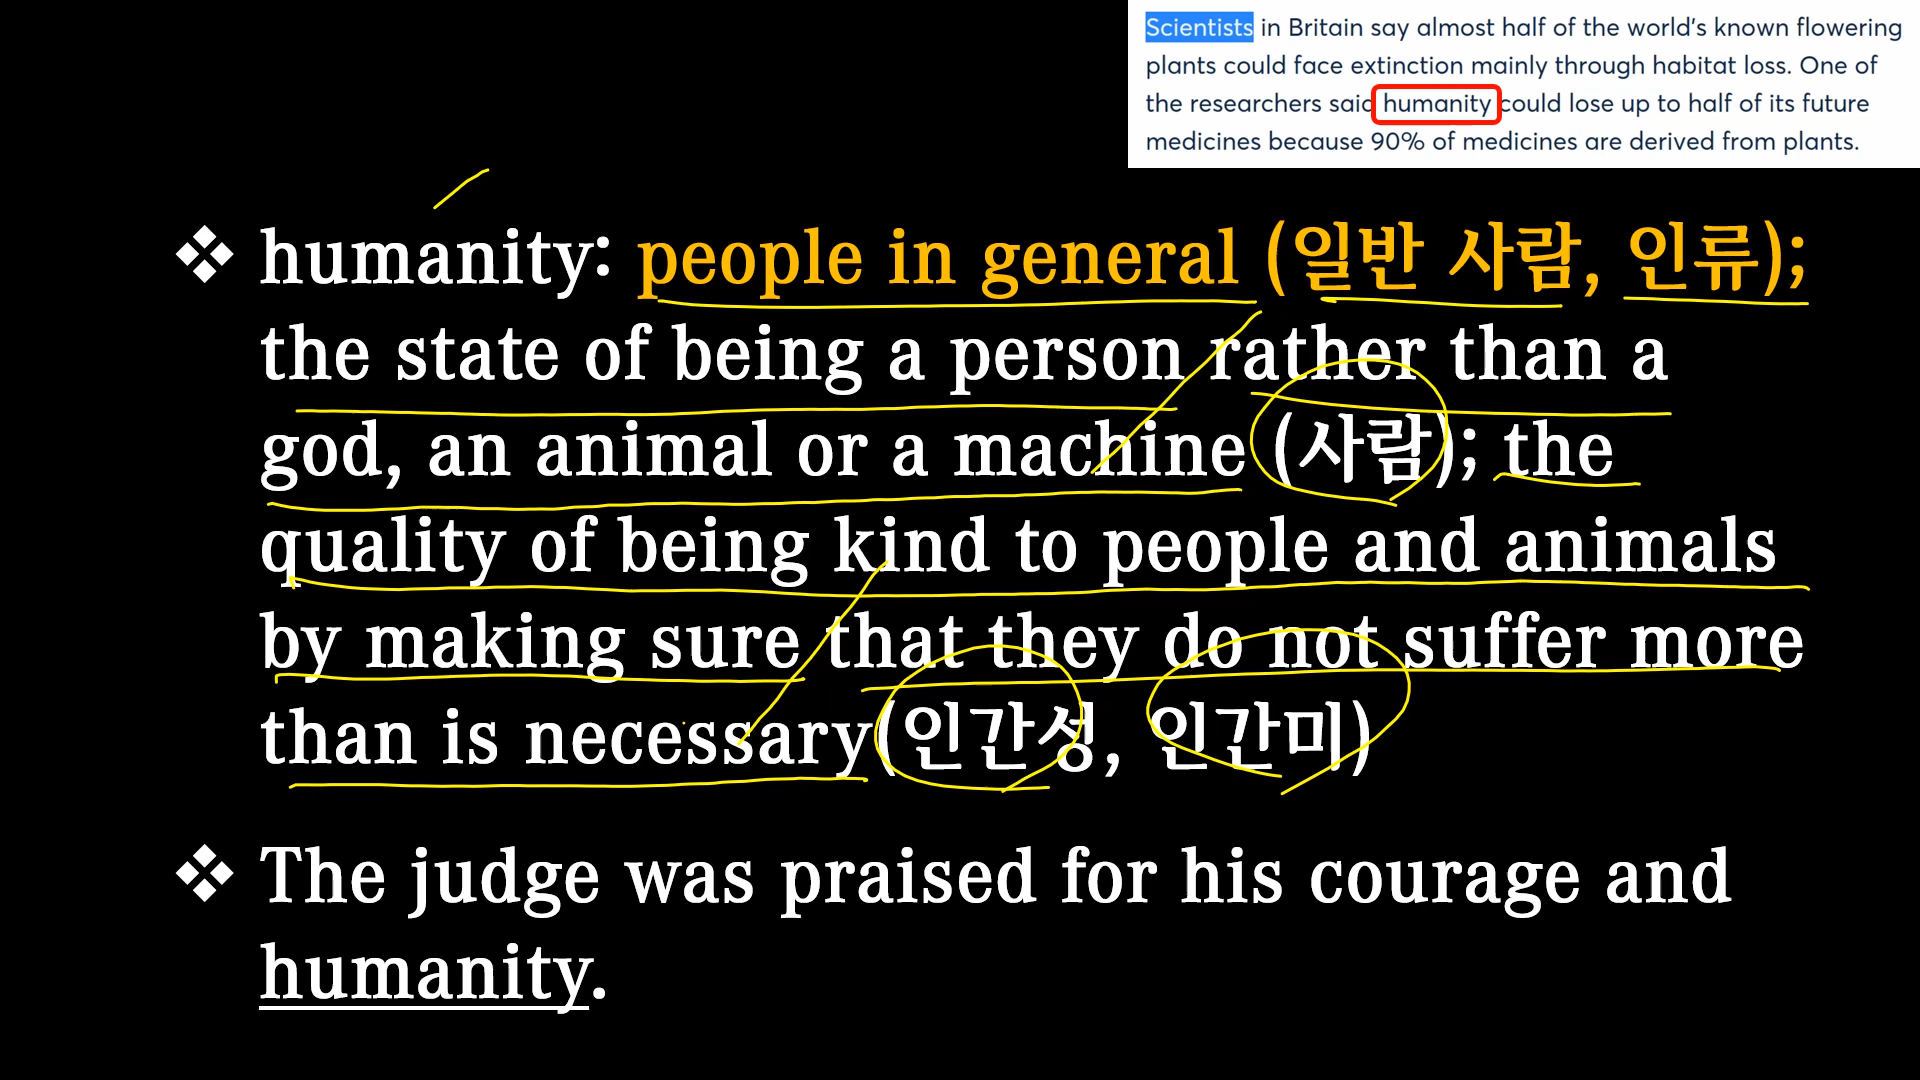 Scientists in Britain say almost half of the world's known flowering
plants could face extinction mainly through habitat loss. One of
the researchers said humanity could lose up to half of its future
medicines because 90% of medicines are derived from plants.
❖ humanity: people in general (일반 사람, 인류);
the state of being a person rather than a
god, an animal or a machine (사람); the
quality of being kind to people and animals
by making sure that they do not suffer more
than is necessary(인간성, 인간미)
❖ The judge was praised for his courage and
humanity.